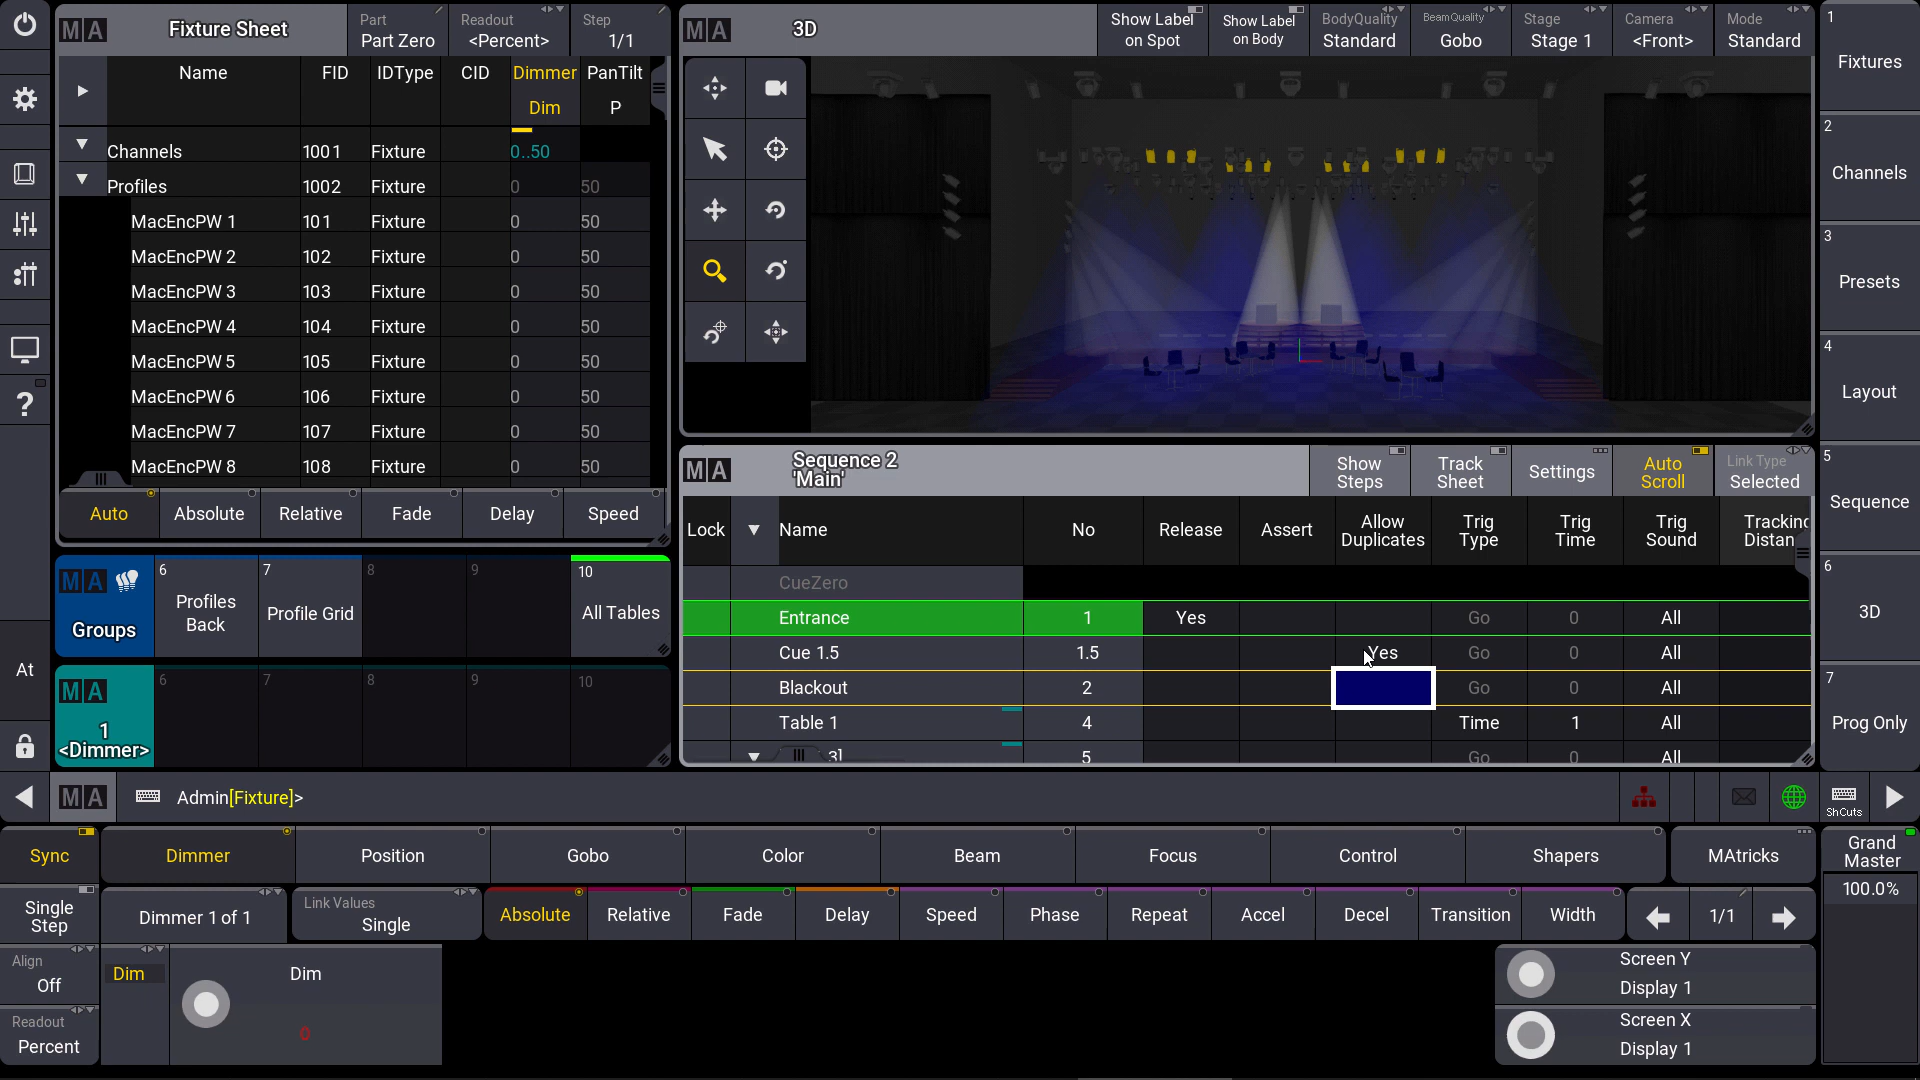 MA Fixture Sheet
Part
Part Zero
Readout
<Percent>
Step
1/1
Name FID IDType CID Dimmer PanTilt
Dim P
Channels 1001 Fixture 0..50
Profiles 1002 Fixture 0 50
MacEncPW 1 101 Fixture 0 50
MacEncPW 2 102 Fixture 0 50
MacEncPW 3 103 Fixture 0 50
MacEncPW 4 104 Fixture 0 50
MacEncPW 5 105 Fixture 0 50
MacEncPW 6 106 Fixture 0 50
MacEncPW 7 107 Fixture 0 50
MacEncPW 8 108 Fixture 0 50
Auto Absolute Relative Fade Delay Speed
MA
Groups
6
Profiles
Back
7
Profile Grid
8
9
10
All Tables
MA
1
<Dimmer>
6
7
8
9
10
At
MA 3D
Show Label
on Spot
Show Label
on Body
BodyQuality
Standard
BeamQuality
Gobo
Stage
Stage 1
Camera
<Front>
Mode
Standard
MA
Sequence 2
'Main'
Show
Steps
Track
Sheet
Settings
Auto
Scroll
Link Type
Selected
Lock Name No Release Assert
Allow
Duplicates
Trig
Type
Trig
Time
Trig
Sound
Tracking
Distan
CueZero
Entrance 1 Yes Go 0 All
Cue 1.5 1.5 Yes Go 0 All
Blackout 2 Go 0 All
Table 1 4 Time 1 All
5 Go 0 All
1
Fixtures
2
Channels
3
Presets
4
Layout
5
Sequence
6
3D
7
Prog Only
MA Admin[Fixture]>
ShCuts
Sync Dimmer Position Gobo Color Beam Focus Control Shapers MAtricks
Grand
Master
100.0%
Single
Step
Dimmer 1 of 1
Link Values
Single
Absolute Relative Fade Delay Speed Phase Repeat Accel Decel Transition Width 1/1
Align
Off
Readout
Percent
Dim
Dim
0
Screen Y
Display 1
Screen X
Display 1